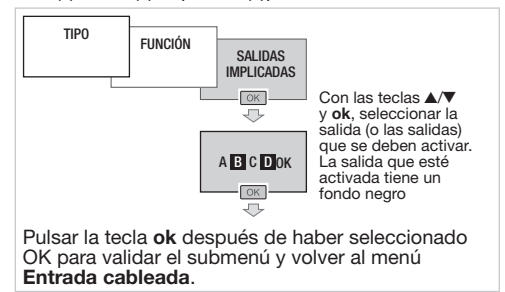 TIPO
FUNCIÓN
SALIDAS
IMPLICADAS
OK
Con las teclas ▲/▼
y ok, seleccionar la
salida (o las salidas)
que se deben activar.
La salida que esté
activada tiene un
fondo negro
A B C D OK
OK
Pulsar la tecla ok después de haber seleccionado
OK para validar el submenú y volver al menú
Entrada cableada.